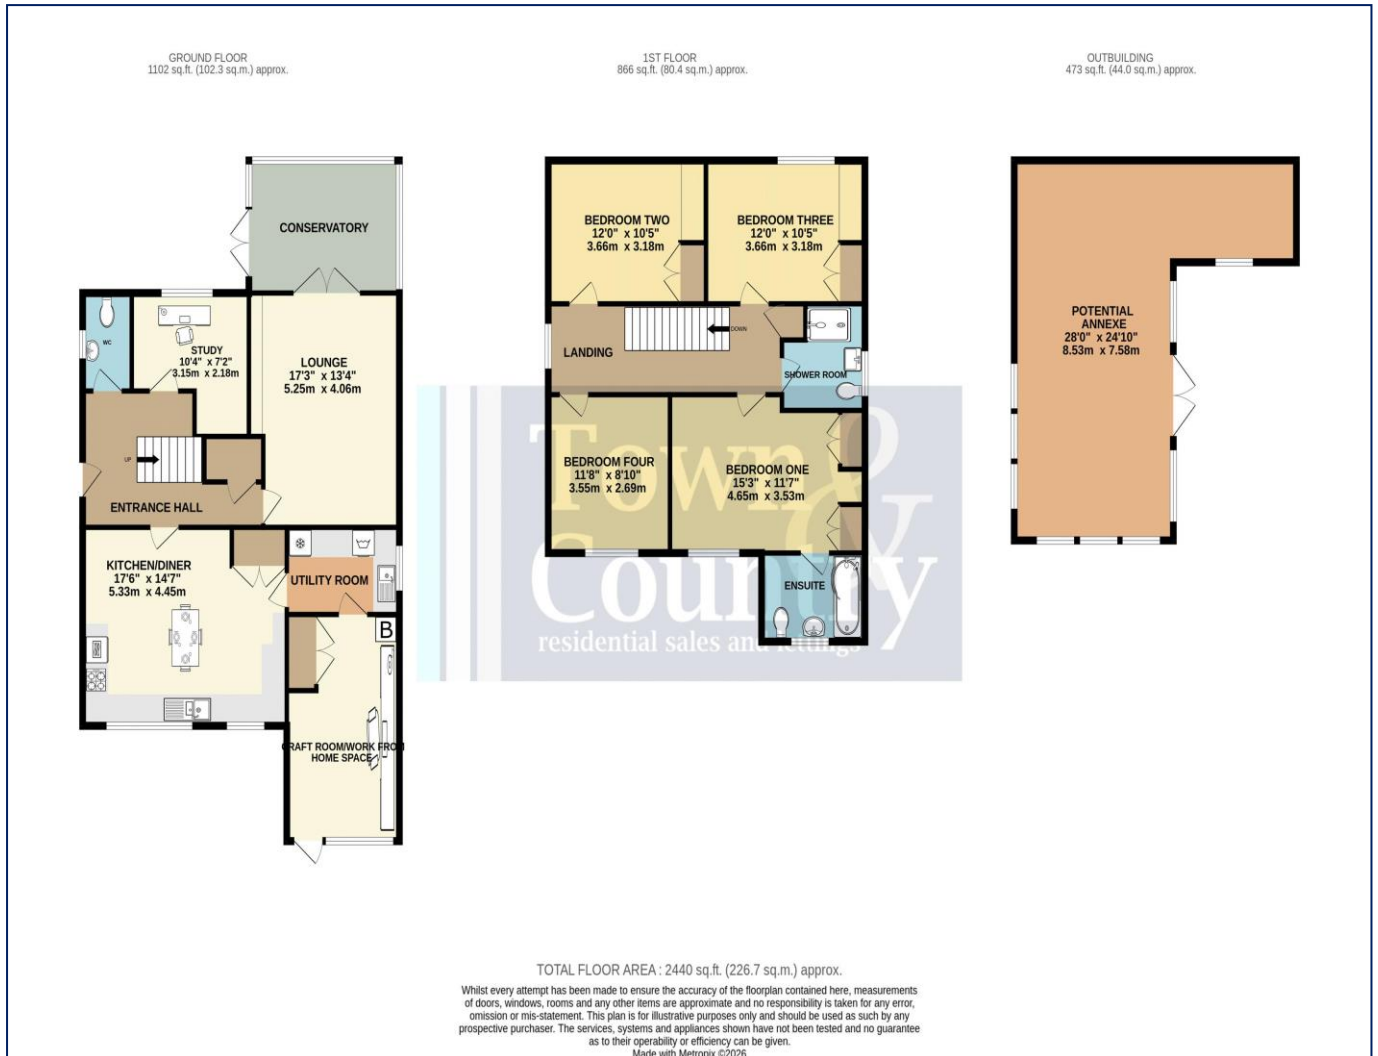 GROUND FLOOR
1102 sq.ft. (102.3 sq.m.) approx.
1ST FLOOR
866 sq.ft. (80.4 sq.m.) approx.
OUTBUILDING
473 sq.ft. (44.0 sq.m.) approx.
CONSERVATORY
WC
STUDY
10'4" x 7'2"
3.15m x 2.18m
LOUNGE
17'3" x 13'4"
5.25m x 4.06m
UP
ENTRANCE HALL
KITCHEN/DINER
17'6" x 14'7"
5.33m x 4.45m
UTILITY ROOM
B
CRAFT ROOM/WORK FROM
HOME SPACE
BEDROOM TWO
12'0" x 10'5"
3.66m x 3.18m
BEDROOM THREE
12'0" x 10'5"
3.66m x 3.18m
DOWN
LANDING
SHOWER ROOM
BEDROOM FOUR
11'8" x 8'10"
3.55m x 2.69m
BEDROOM ONE
15'3" x 11'7"
4.65m x 3.53m
ENSUITE
POTENTIAL
ANNEXE
28'0" x 24'10"
8.53m x 7.58m
Town &
Country
residential sales and lettings
TOTAL FLOOR AREA : 2440 sq.ft. (226.7 sq.m.) approx.
Whilst every attempt has been made to ensure the accuracy of the floorplan contained here, measurements
of doors, windows, rooms and any other items are approximate and no responsibility is taken for any error,
omission or mis-statement. This plan is for illustrative purposes only and should be used as such by any
prospective purchaser. The services, systems and appliances shown have not been tested and no guarantee
as to their operability or efficiency can be given.
Made with Metropix ©2026